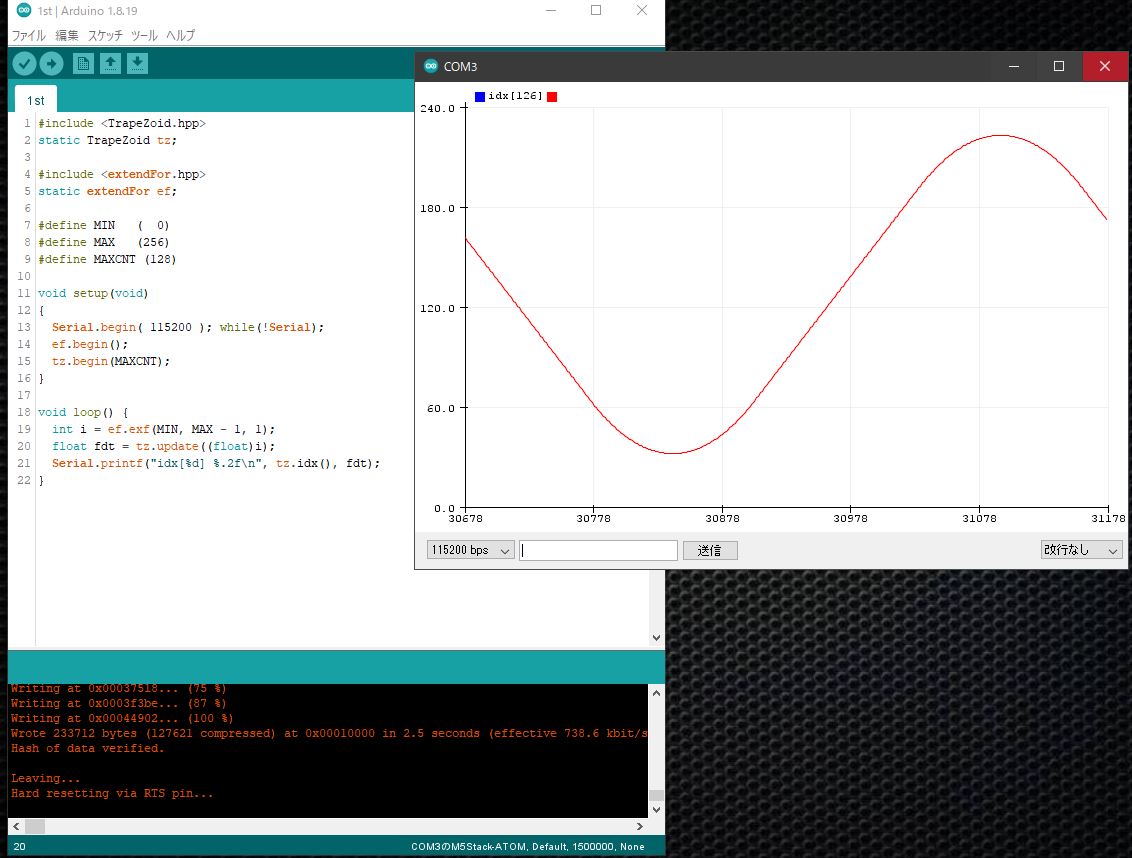 1st | Arduino 1.8.19
ファイル 編集 スケッチ ツール ヘルプ
1st
1 #include <TrapeZoid.hpp>
2 static TrapeZoid tz;
3
4 #include <extendFor.hpp>
5 static extendFor ef;
6
7 #define MIN   (  0)
8 #define MAX   (256)
9 #define MAXCNT (128)
10
11 void setup(void)
12 {
13   Serial.begin( 115200 ); while(!Serial);
14   ef.begin();
15   tz.begin(MAXCNT);
16 }
17
18 void loop() {
19   int i = ef.exf(MIN, MAX - 1, 1);
20   float fdt = tz.update((float)i);
21   Serial.printf("idx[%d] %.2f\n", tz.idx(), fdt);
22 }
COM3
idx[126]
240.0
180.0
120.0
60.0
0.0
30678 30778 30878 30978 31078 31178
115200 bps 送信 改行なし
Writing at 0x00037518... (75 %)
Writing at 0x0003f3be... (87 %)
Writing at 0x00044902... (100 %)
Wrote 233712 bytes (127621 compressed) at 0x00010000 in 2.5 seconds (effective 738.6 kbit/s
Hash of data verified.
Leaving...
Hard resetting via RTS pin...
20 COM3のM5Stack-ATOM, Default, 1500000, None